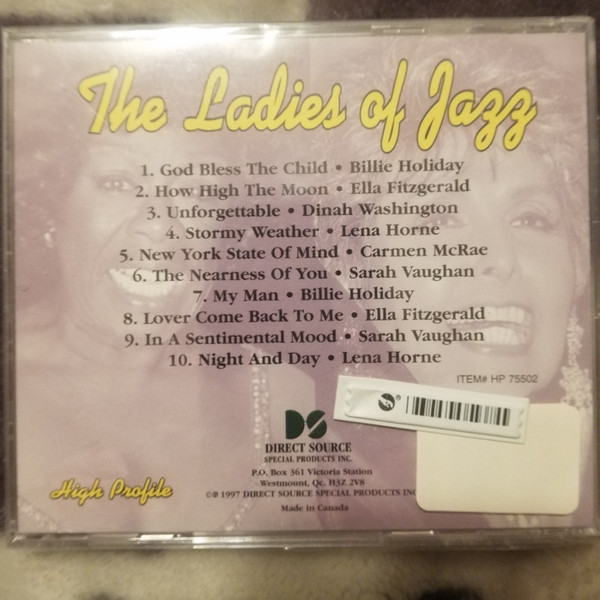 The Ladies of Jazz
1. God Bless The Child • Billie Holiday
2. How High The Moon • Ella Fitzgerald
3. Unforgettable • Dinah Washington
4. Stormy Weather • Lena Horne
5. New York State Of Mind • Carmen McRae
6. The Nearness Of You • Sarah Vaughan
7. My Man • Billie Holiday
8. Lover Come Back To Me • Ella Fitzgerald
9. In A Sentimental Mood • Sarah Vaughan
10. Night And Day • Lena Horne
ITEM# HP 75502
DS
DIRECT SOURCE
SPECIAL PRODUCTS INC.
P.O. Box 361 Victoria Station
Westmount, Qc. H3Z 2V8
High Profile
©℗ 1997 DIRECT SOURCE SPECIAL PRODUCTS INC
Made in Canada